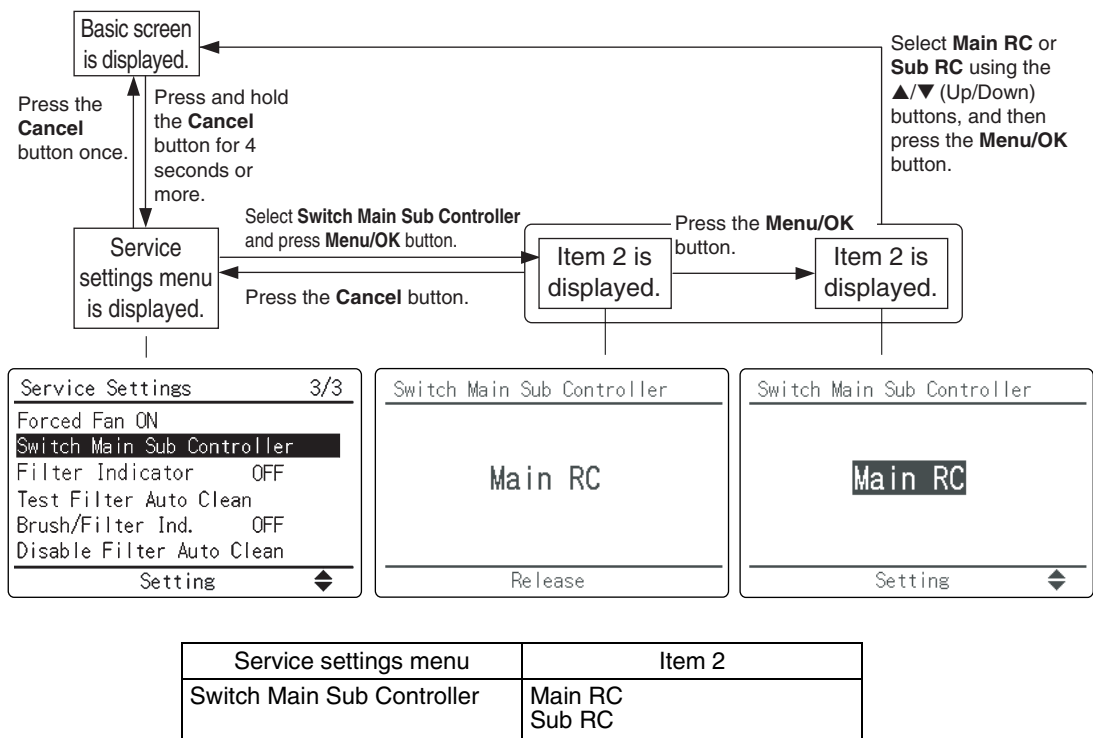 Basic screen
is displayed.
Press the
Cancel
button once.
Press and hold
the Cancel
button for 4
seconds or
more.
Select Main RC or
Sub RC using the
▲/▼ (Up/Down)
buttons, and then
press the Menu/OK
button.
Service
settings menu
is displayed.
Select Switch Main Sub Controller
and press Menu/OK button.
Press the Cancel button.
Item 2 is
displayed.
Press the Menu/OK
button.
Item 2 is
displayed.
Service Settings 3/3
Forced Fan ON
Switch Main Sub Controller
Filter Indicator OFF
Test Filter Auto Clean
Brush/Filter Ind. OFF
Disable Filter Auto Clean
Setting
Switch Main Sub Controller
Main RC
Release
Switch Main Sub Controller
Main RC
Setting
Service settings menu Item 2
Switch Main Sub Controller Main RC
Sub RC